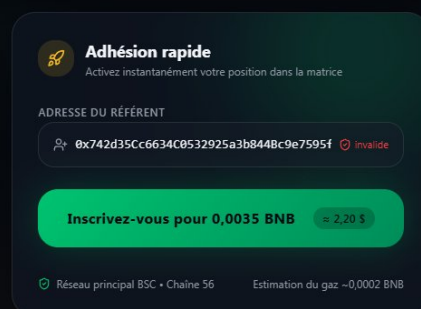 Adhésion rapide
Activez instantanément votre position dans la matrice
ADRESSE DU RÉFÉRENT
0x742d35Cc6634C0532925a3b844Bc9e7595f invalide
Inscrivez-vous pour 0,0035 BNB ≈ 2,20 $
Réseau principal BSC • Chaîne 56 Estimation du gaz ~0,0002 BNB